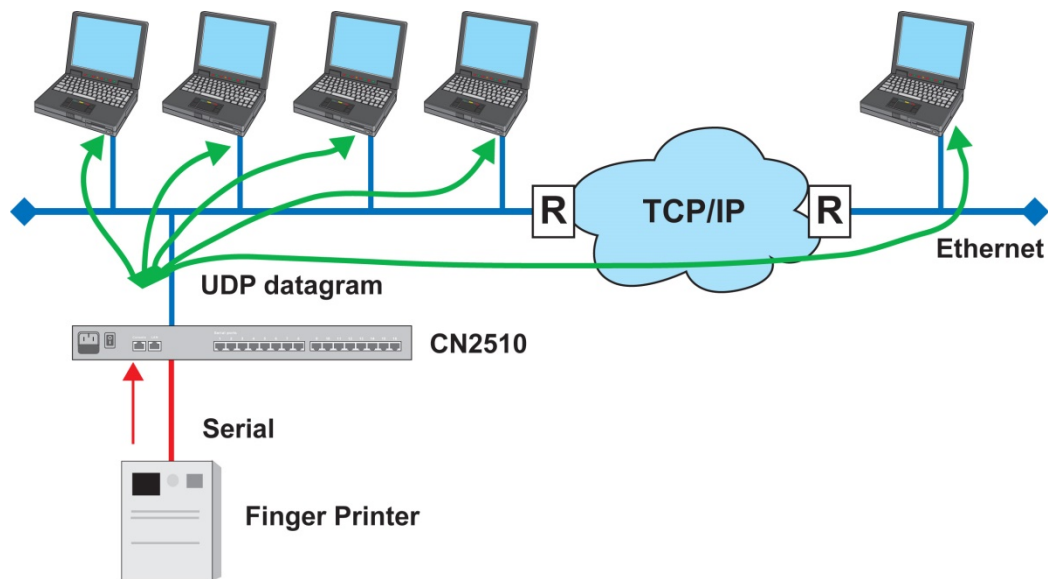 R
TCP/IP
R
Ethernet
UDP datagram
CN2510
Serial
Finger Printer